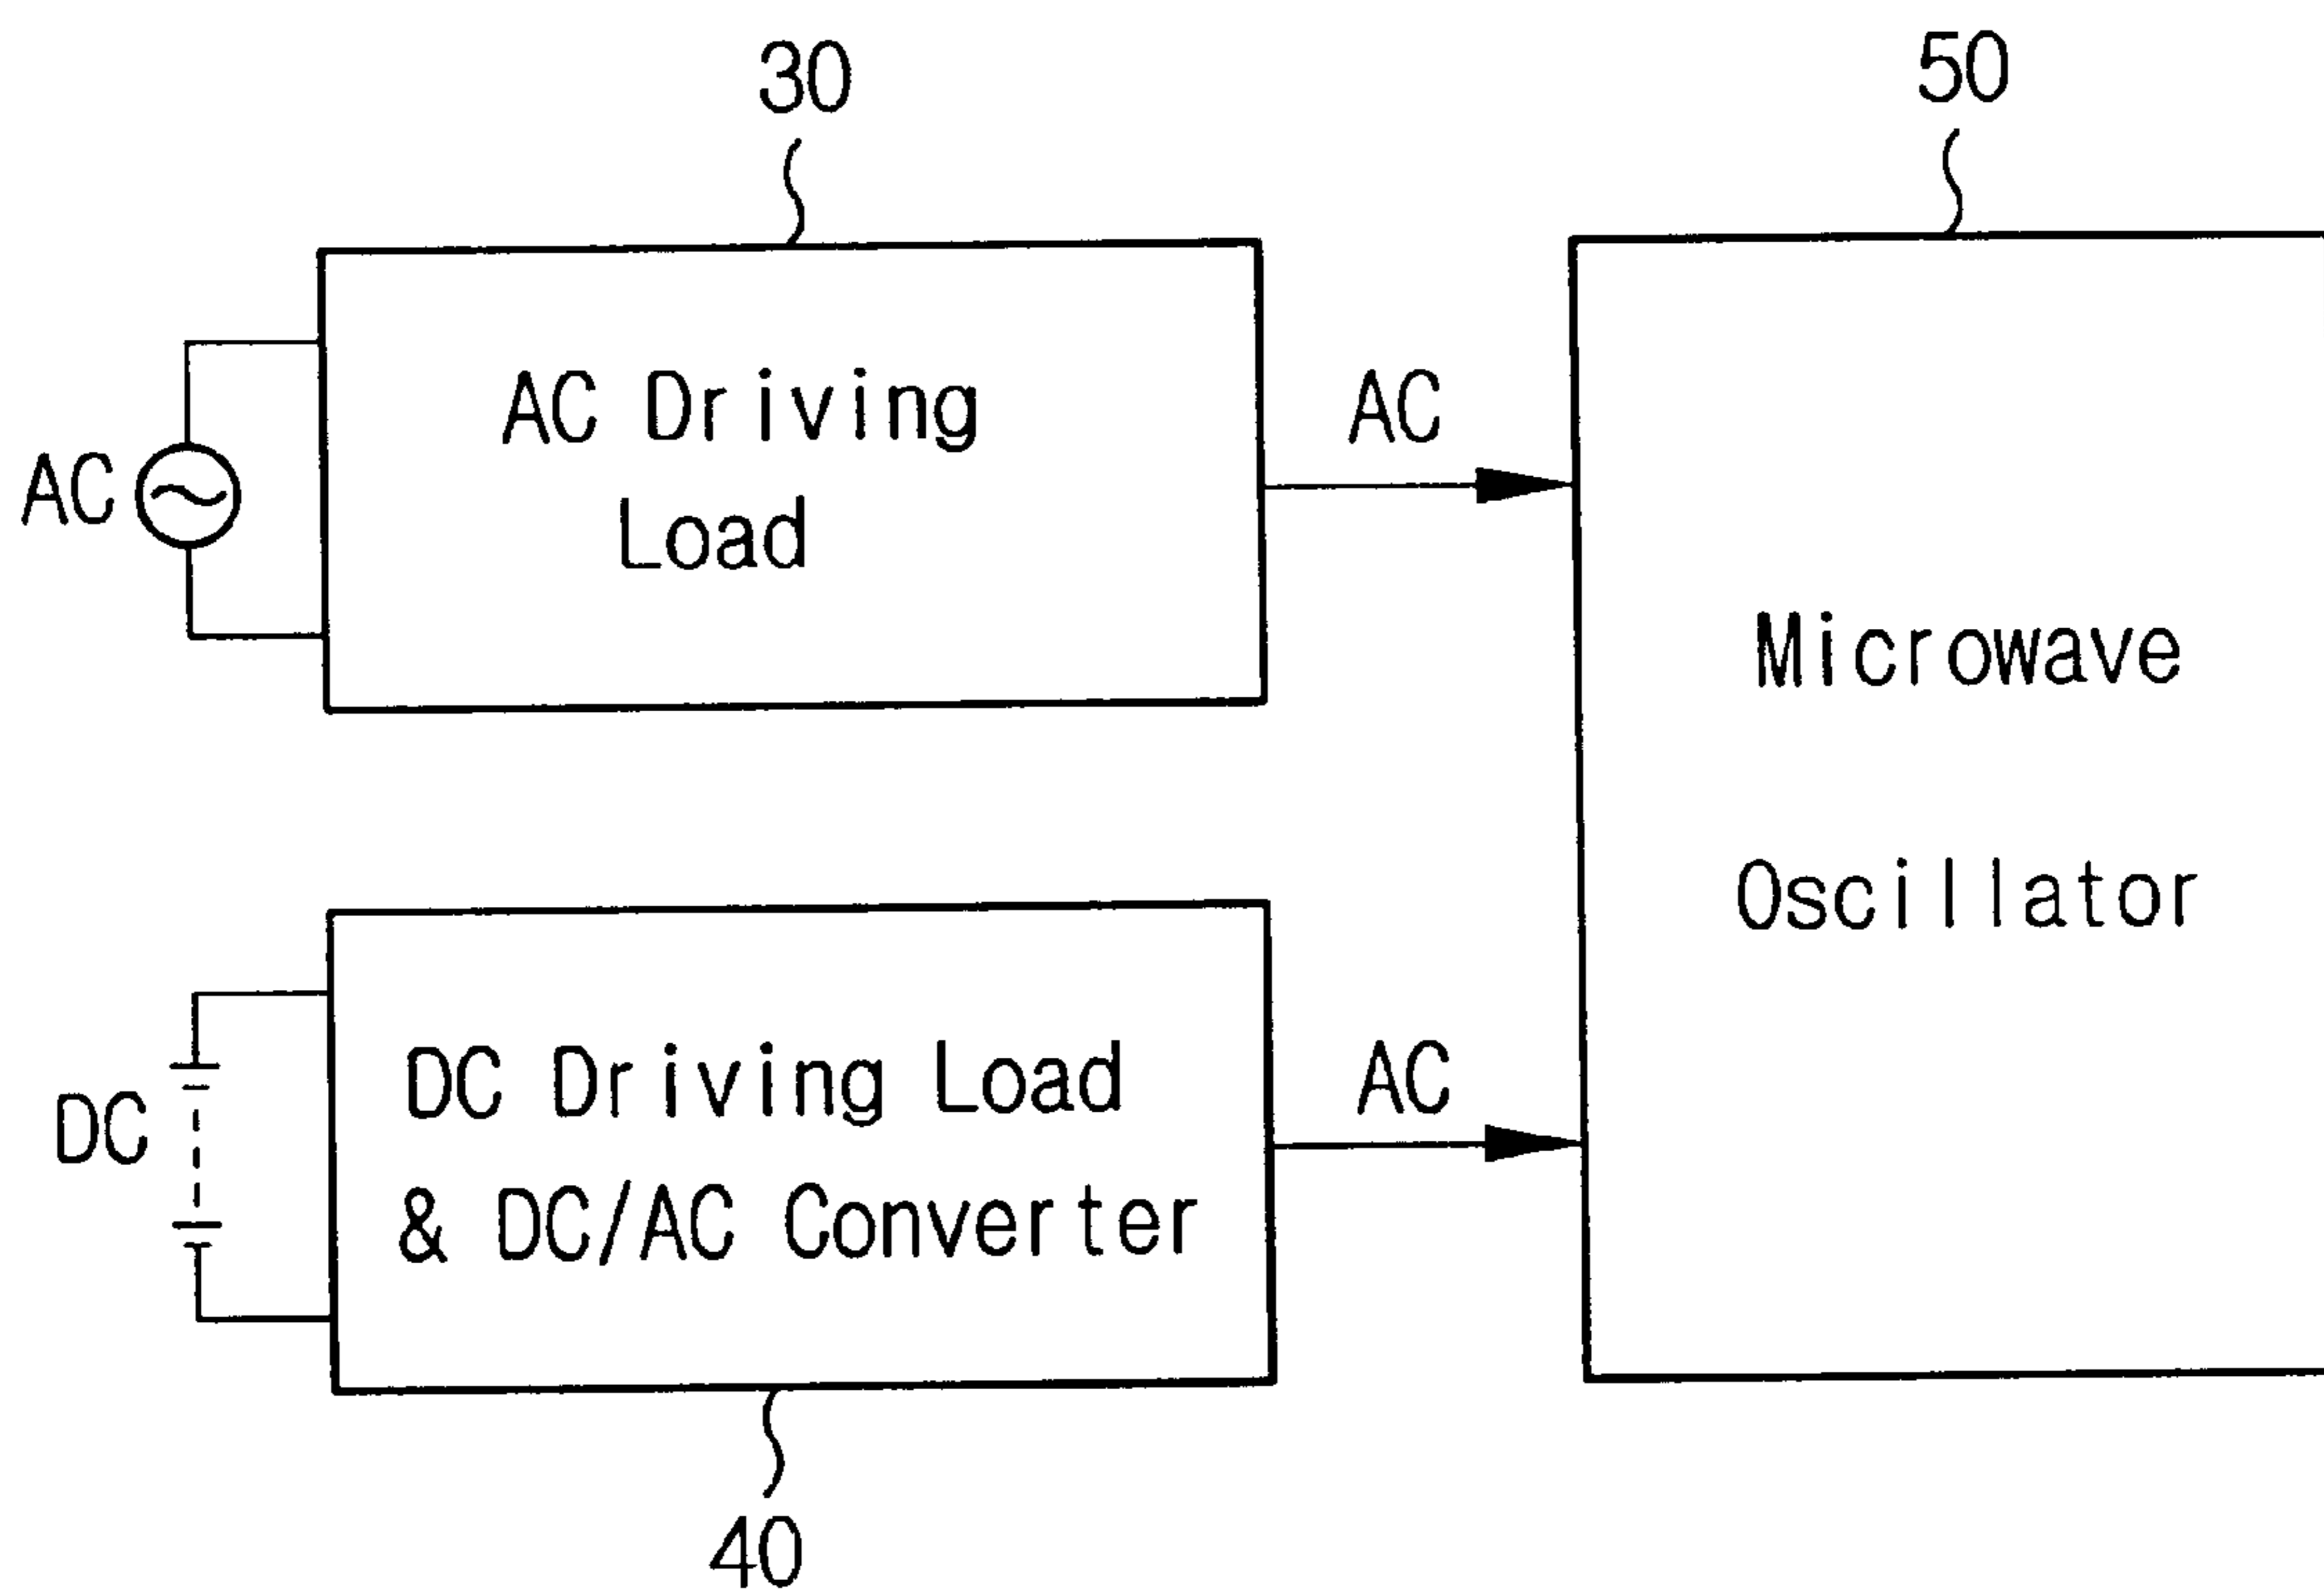 30
50
AC
AC Driving
Load
AC
Microwave
Oscillator
DC
DC Driving Load
& DC/AC Converter
AC
40